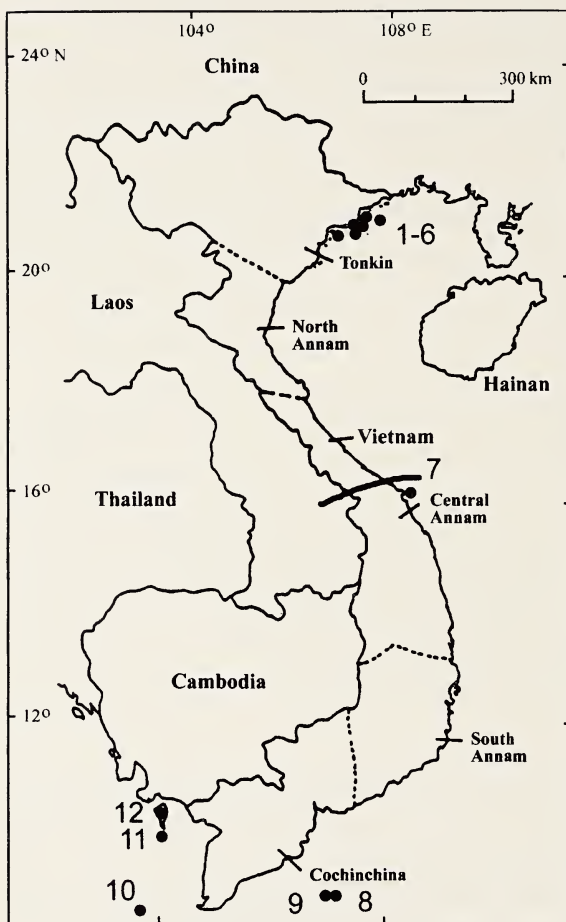 104° 108° E
24° N
China
0 300 km
1-6
Tonkin
20°
Laos
North
Annam
Hainan
Vietnam
7
16°
Thailand
Central
Annam
Cambodia
12°
South
Annam
12
11
Cochinchina
10
9 8